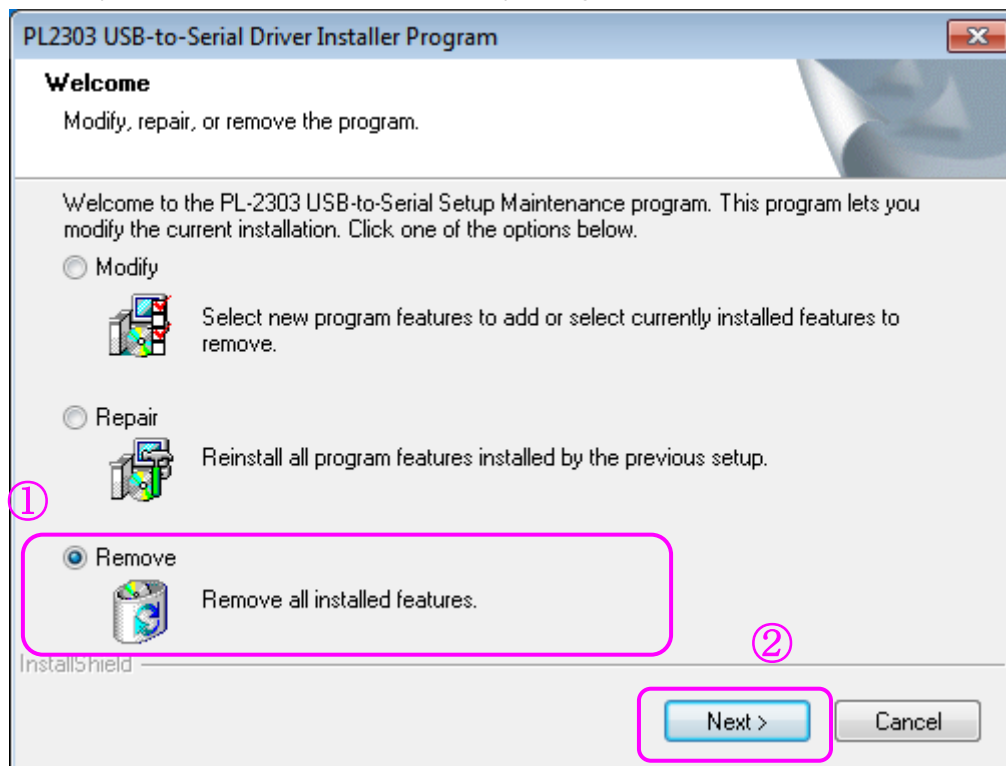 PL2303 USB-to-Serial Driver Installer Program
Welcome
Modify, repair, or remove the program.
Welcome to the PL-2303 USB-to-Serial Setup Maintenance program. This program lets you
modify the current installation. Click one of the options below.
Modify
Select new program features to add or select currently installed features to
remove.
Repair
Reinstall all program features installed by the previous setup.
①
Remove
Remove all installed features.
②
InstallShield
Next >
Cancel